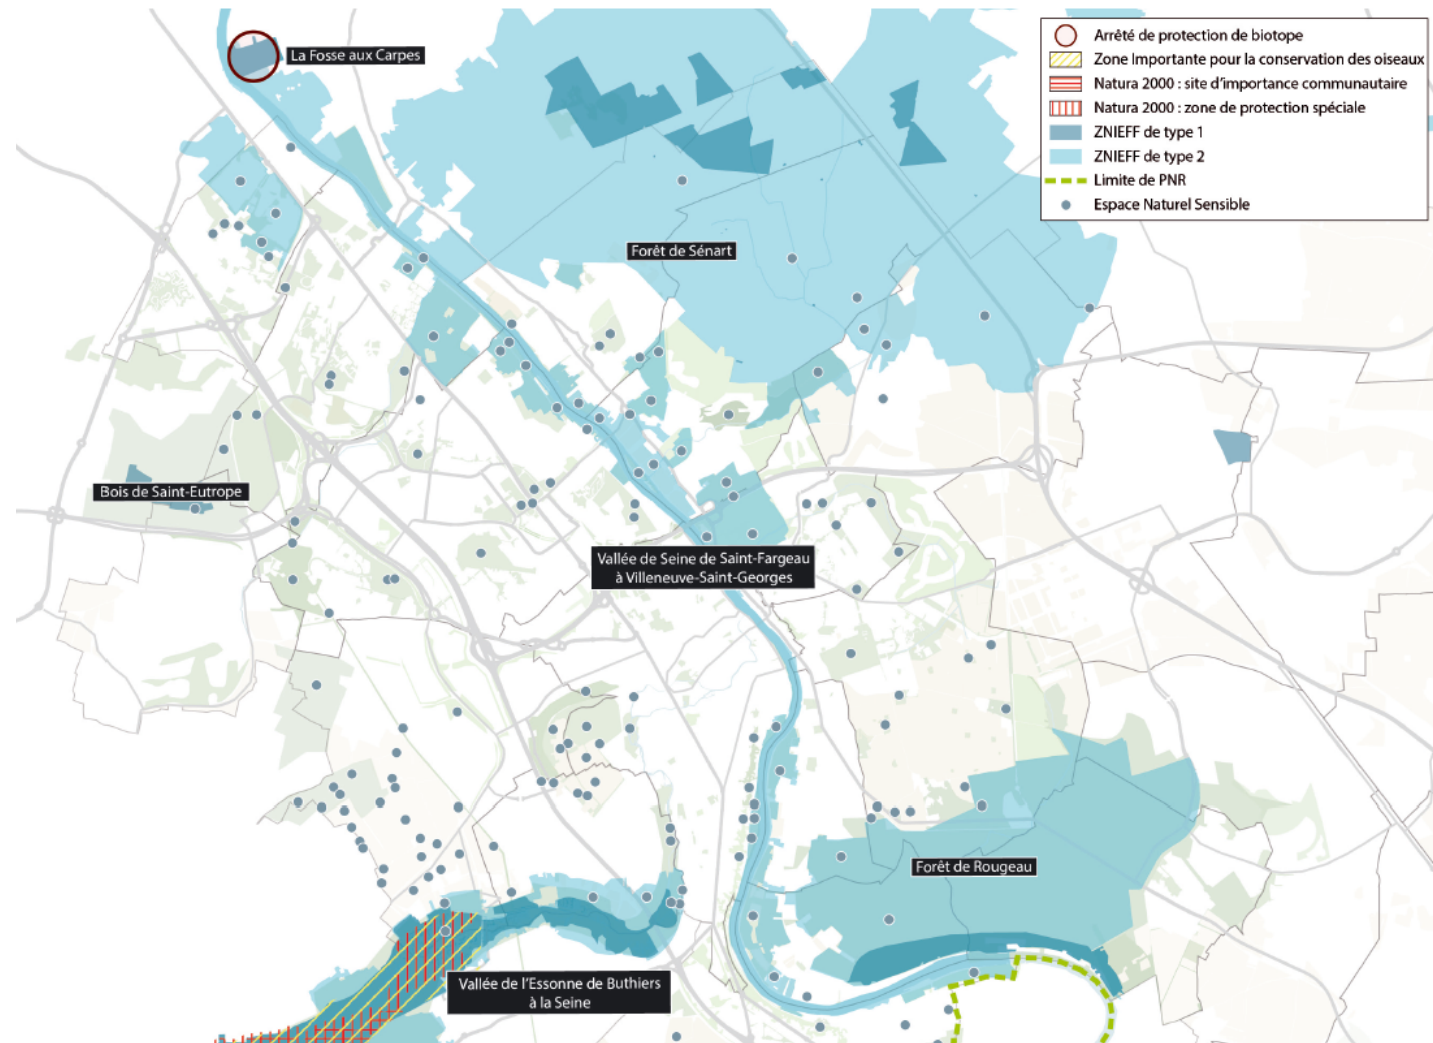 La Fosse aux Carpes
Arrêté de protection de biotope
Zone Importante pour la conservation des oiseaux
Natura 2000 : site d'importance communautaire
Natura 2000 : zone de protection spéciale
ZNIEFF de type 1
ZNIEFF de type 2
Limite de PNR
Espace Naturel Sensible
Forêt de Sénart
Bois de Saint-Eutrope
Vallée de Seine de Saint-Fargeau
à Villeneuve-Saint-Georges
Forêt de Rougeau
Vallée de l'Essonne de Buthiers
à la Seine